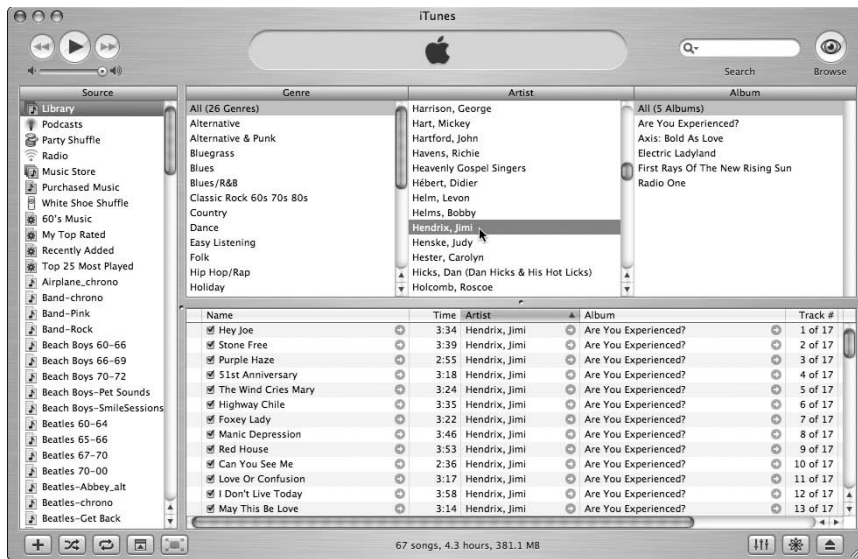 iTunes
Search
Browse
Source
Library
Podcasts
Party Shuffle
Radio
Music Store
Purchased Music
White Shoe Shuffle
60's Music
My Top Rated
Recently Added
Top 25 Most Played
Airplane_chrono
Band-chrono
Band-Pink
Band-Rock
Beach Boys 60-66
Beach Boys 66-69
Beach Boys 70-72
Beach Boys-Pet Sounds
Beach Boys-SmileSessions
Beatles 60-64
Beatles 65-66
Beatles 67-70
Beatles 70-00
Beatles-Abbey_alt
Beatles-chrono
Beatles-Get Back
Genre
All (26 Genres)
Alternative
Alternative & Punk
Bluegrass
Blues
Blues/R&B
Classic Rock 60s 70s 80s
Country
Dance
Easy Listening
Folk
Hip Hop/Rap
Holiday
Artist
Harrison, George
Hart, Mickey
Hartford, John
Havens, Richie
Heavenly Gospel Singers
Hébert, Didier
Helm, Levon
Helms, Bobby
Hendrix, Jimi
Henske, Judy
Hester, Carolyn
Hicks, Dan (Dan Hicks & His Hot Licks)
Holcomb, Roscoe
Album
All (5 Albums)
Are You Experienced?
Axis: Bold As Love
Electric Ladyland
First Rays Of The New Rising Sun
Radio One
Name Time Artist Album Track #
Hey Joe 3:34 Hendrix, Jimi Are You Experienced? 1 of 17
Stone Free 3:39 Hendrix, Jimi Are You Experienced? 2 of 17
Purple Haze 2:55 Hendrix, Jimi Are You Experienced? 3 of 17
51st Anniversary 3:18 Hendrix, Jimi Are You Experienced? 4 of 17
The Wind Cries Mary 3:24 Hendrix, Jimi Are You Experienced? 5 of 17
Highway Chile 3:35 Hendrix, Jimi Are You Experienced? 6 of 17
Foxey Lady 3:22 Hendrix, Jimi Are You Experienced? 7 of 17
Manic Depression 3:46 Hendrix, Jimi Are You Experienced? 8 of 17
Red House 3:53 Hendrix, Jimi Are You Experienced? 9 of 17
Can You See Me 2:36 Hendrix, Jimi Are You Experienced? 10 of 17
Love Or Confusion 3:17 Hendrix, Jimi Are You Experienced? 11 of 17
I Don't Live Today 3:58 Hendrix, Jimi Are You Experienced? 12 of 17
May This Be Love 3:14 Hendrix, Jimi Are You Experienced? 13 of 17
67 songs, 4.3 hours, 381.1 MB